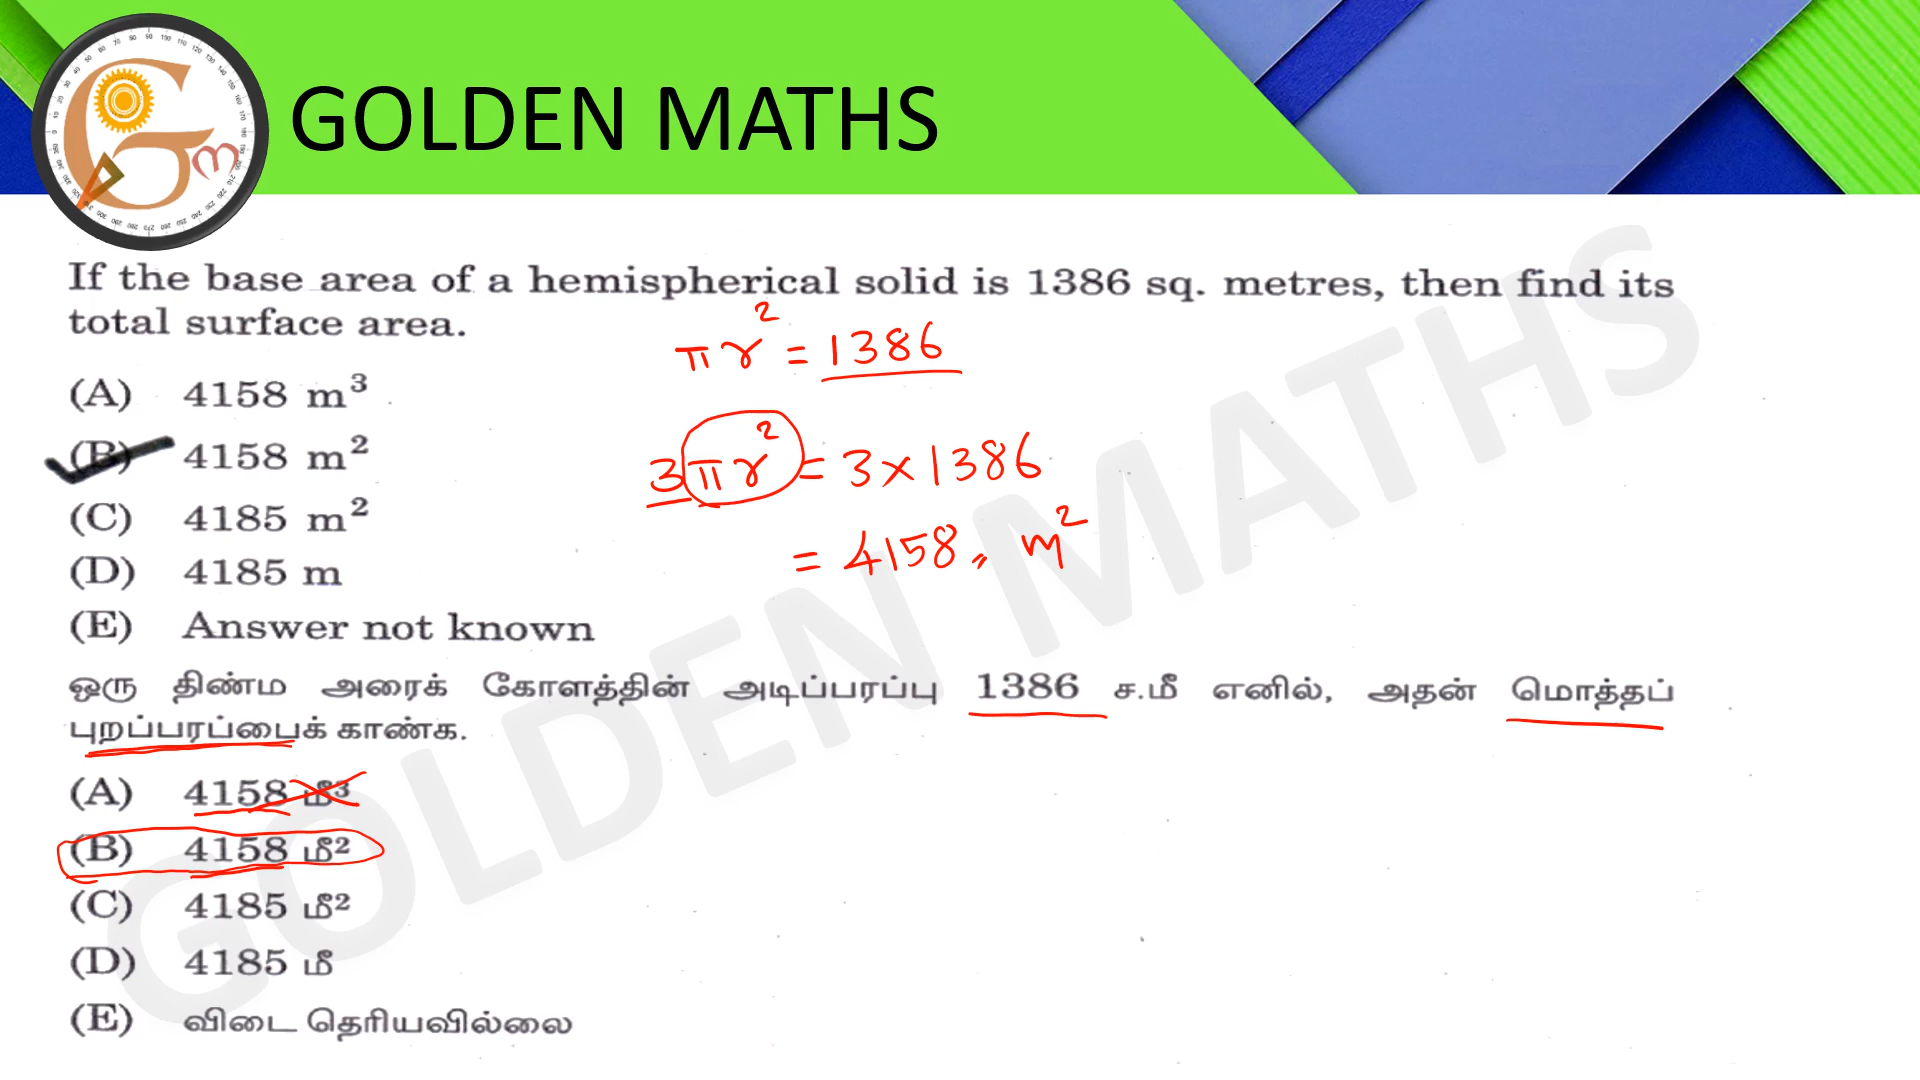 GOLDEN MATHS
If the base area of a hemispherical solid is 1386 sq. metres, then find its
total surface area.
πr² = 1386
(A) 4158 m³
(B) 4158 m²
3πr² = 3×1386
(C) 4185 m²
= 4158 m²
(D) 4185 m
(E) Answer not known
ஒரு திண்ம அரைக் கோளத்தின் அடிப்பரப்பு 1386 ச.மீ எனில், அதன் மொத்தப்
புறப்பரப்பைக் காண்க.
(A) 4158 மீ³
(B) 4158 மீ²
(C) 4185 மீ²
(D) 4185 மீ
(E) விடை தெரியவில்லை
GOLDEN MATHS